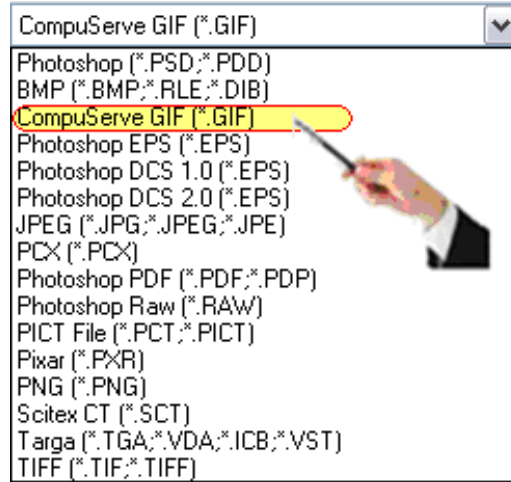 CompuServe GIF (*.GIF)
Photoshop (*.PSD;*.PDD)
BMP (*.BMP;*.RLE;*.DIB)
CompuServe GIF (*.GIF)
Photoshop EPS (*.EPS)
Photoshop DCS 1.0 (*.EPS)
Photoshop DCS 2.0 (*.EPS)
JPEG (*.JPG;*.JPEG;*.JPE)
PCX (*.PCX)
Photoshop PDF (*.PDF;*.PDP)
Photoshop Raw (*.RAW)
PICT File (*.PCT;*.PICT)
Pixar (*.PXR)
PNG (*.PNG)
Scitex CT (*.SCT)
Targa (*.TGA;*.VDA;*.ICB;*.VST)
TIFF (*.TIF;*.TIFF)